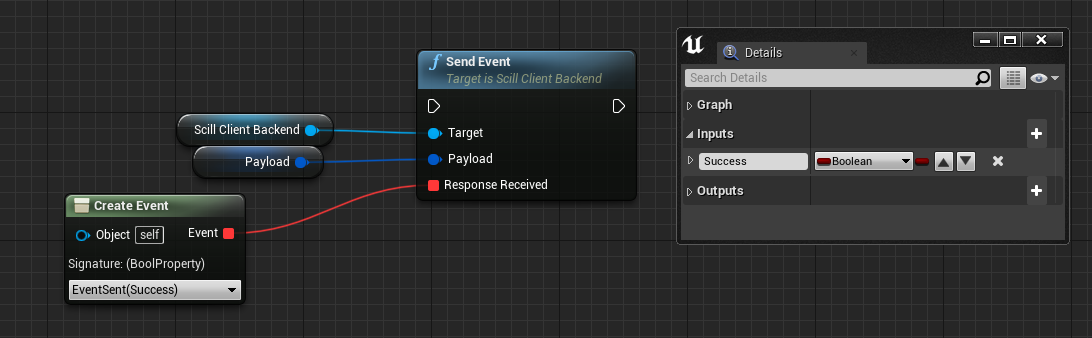 Send Event
Target is Scill Client Backend
Scill Client Backend
Target
Payload
Payload
Response Received
Create Event
Object self
Event
Signature: (BoolProperty)
EventSent(Success)
Details
Search Details
Graph
Inputs
Success
Boolean
Outputs